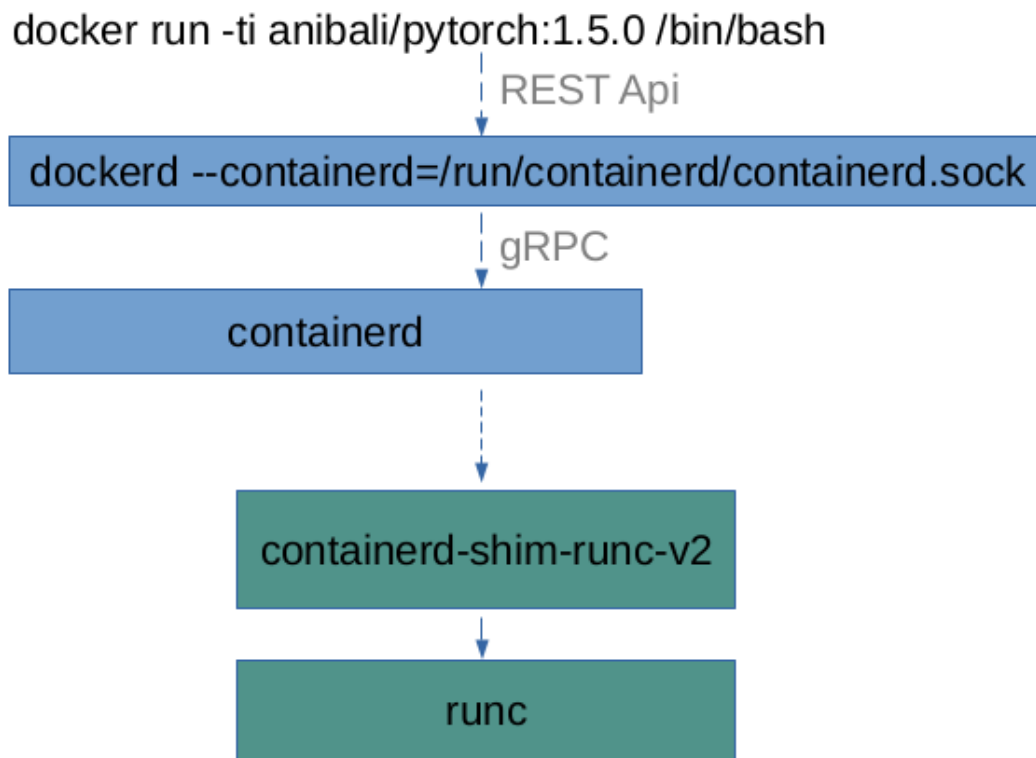 docker run -ti anibali/pytorch:1.5.0 /bin/bash
REST Api
dockerd --containerd=/run/containerd/containerd.sock
gRPC
containerd
containerd-shim-runc-v2
runc